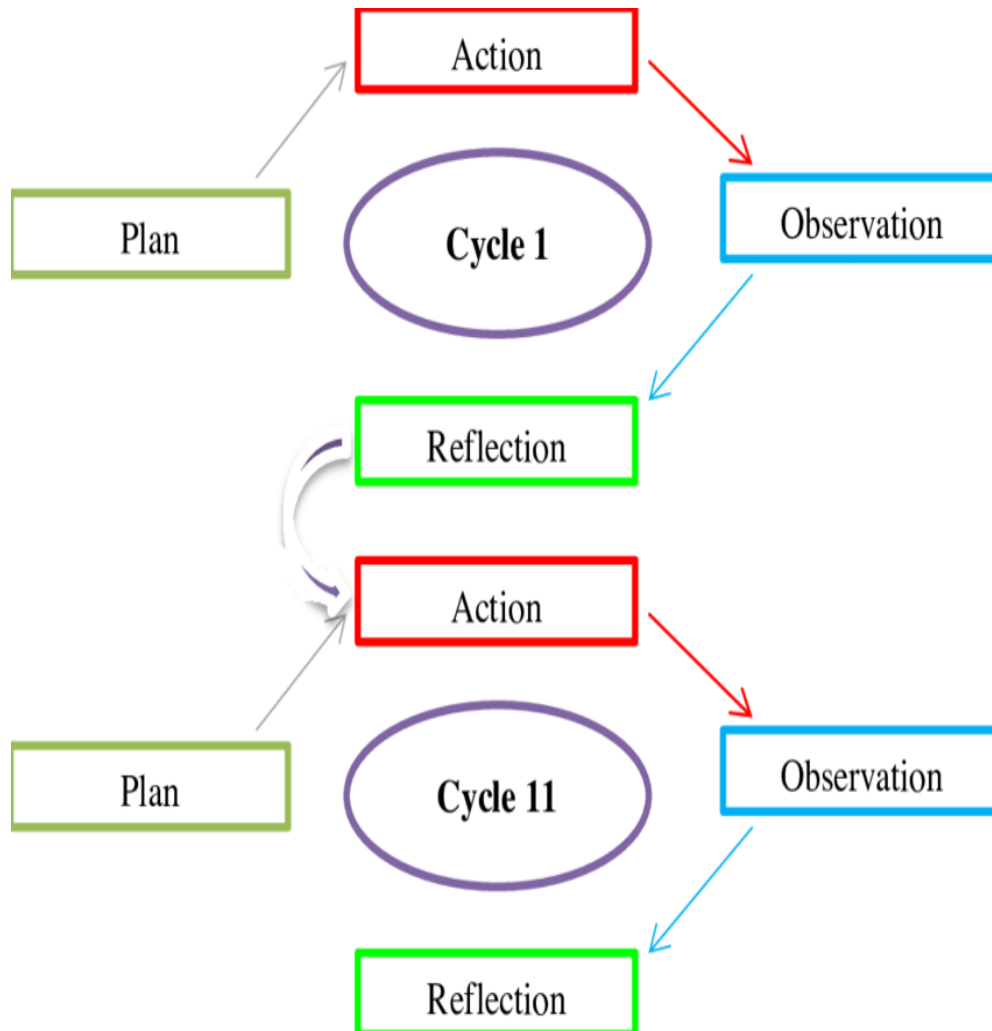 Action
Plan
Cycle 1
Observation
Reflection
Action
Plan
Cycle 11
Observation
Reflection